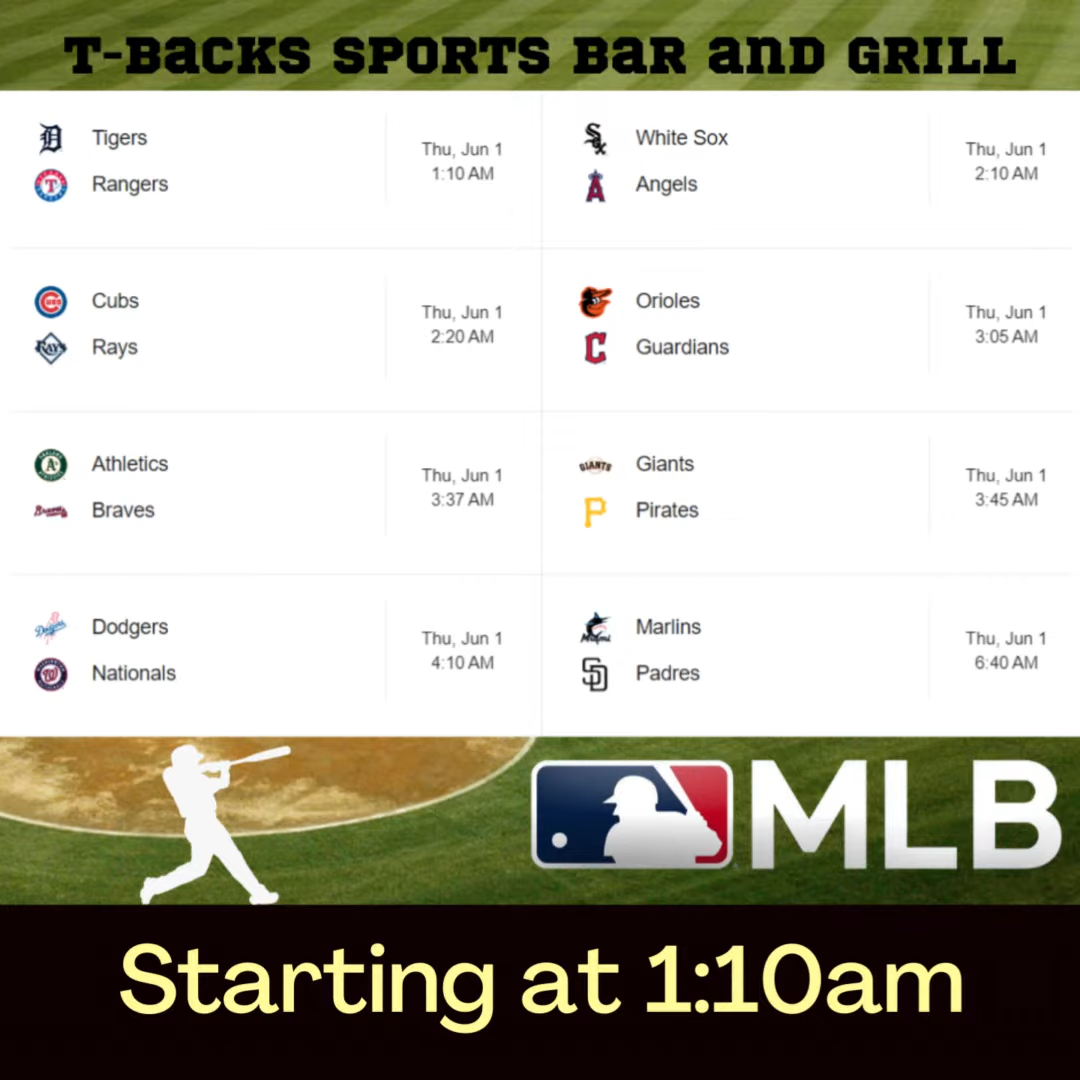 T-BACKS SPORTS BAR AND GRILL
Tigers
Rangers
Thu, Jun 1
1:10 AM
White Sox
Angels
Thu, Jun 1
2:10 AM
Cubs
Rays
Thu, Jun 1
2:20 AM
Orioles
Guardians
Thu, Jun 1
3:05 AM
Athletics
Braves
Thu, Jun 1
3:37 AM
Giants
Pirates
Thu, Jun 1
3:45 AM
Dodgers
Nationals
Thu, Jun 1
4:10 AM
Marlins
Padres
Thu, Jun 1
6:40 AM
MLB
Starting at 1:10am